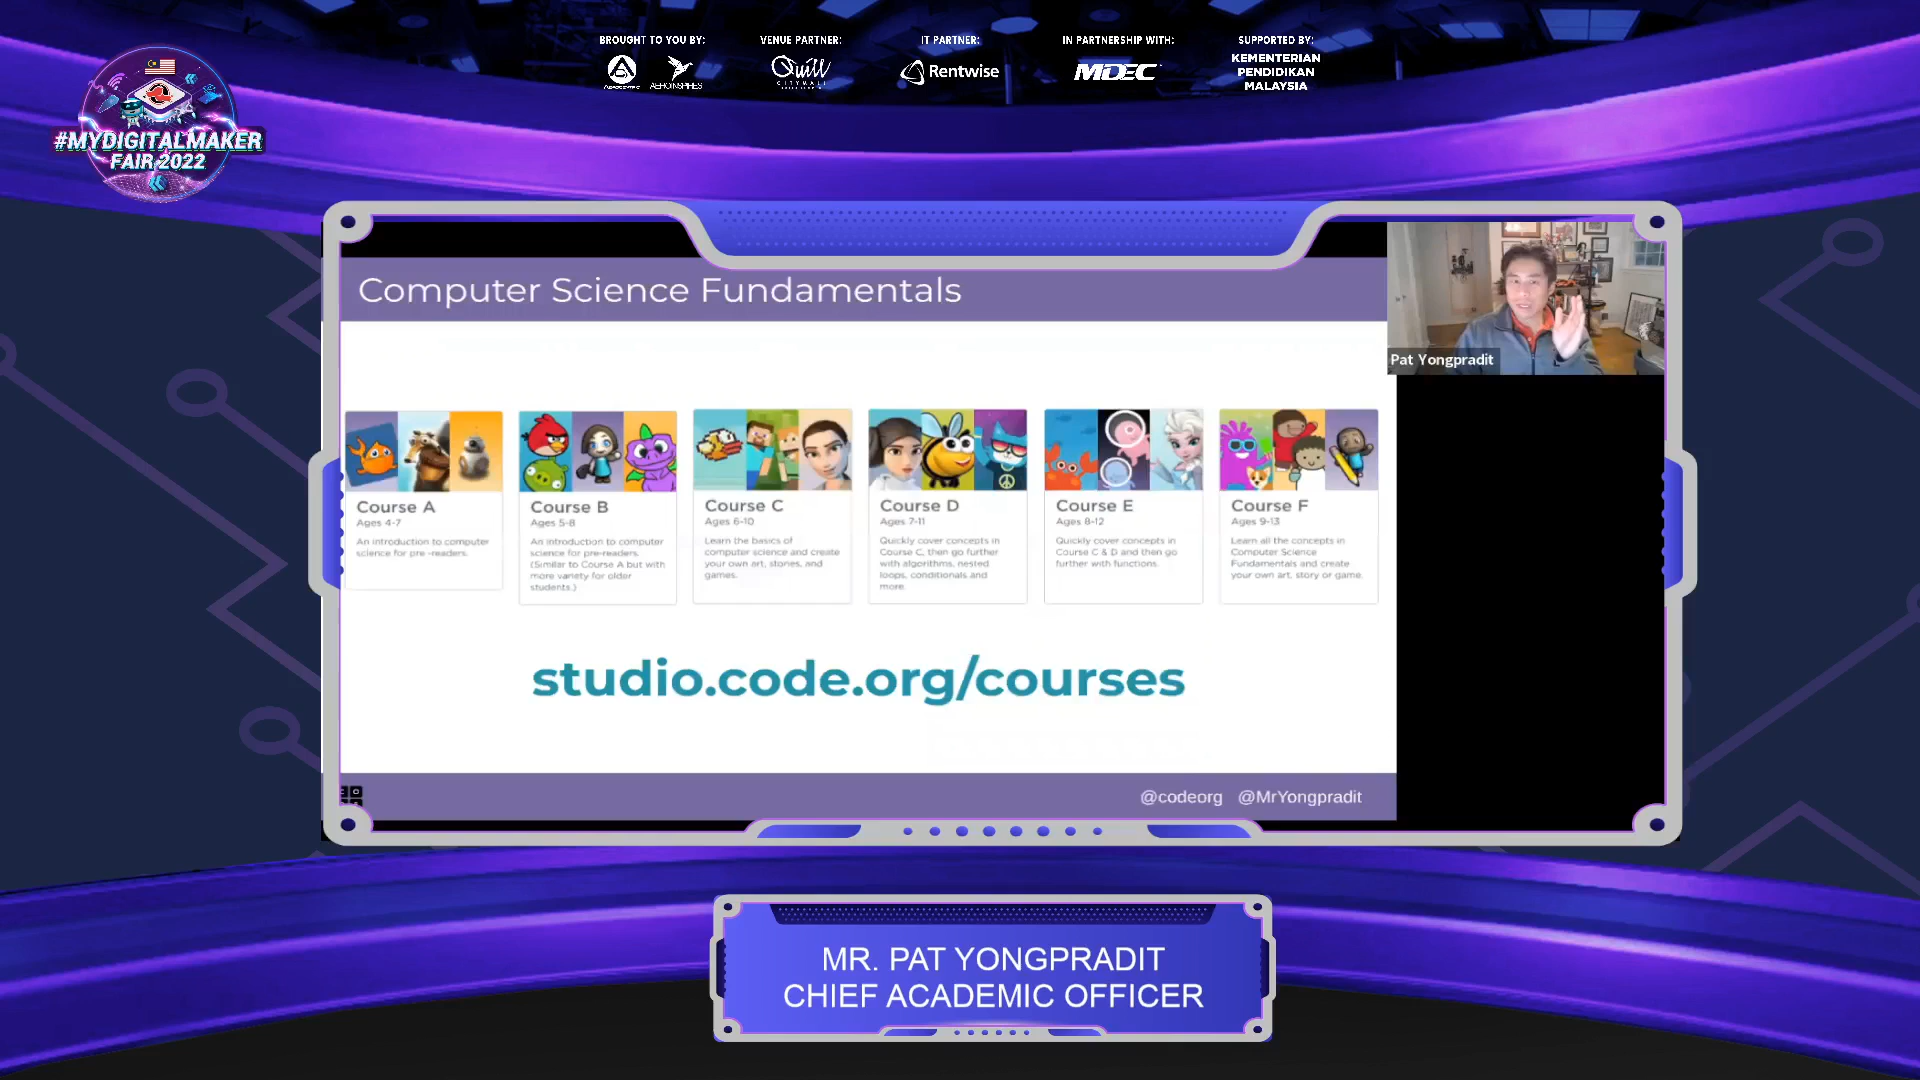 BROUGHT TO YOU BY:
VENUE PARTNER:
IT PARTNER:
IN PARTNERSHIP WITH:
SUPPORTED BY:
AEROINSPIRES
Quill
CITYMALL
Rentwise
MDEC
KEMENTERIAN
PENDIDIKAN
MALAYSIA
#MYDIGITALMAKER
FAIR 2022
Computer Science Fundamentals
Pat Yongpradit
Course A
Ages 4-7
An introduction to computer
science for pre -readers.
Course B
Ages 5-8
An introduction to computer
science for pre-readers.
(Similar to Course A but with
more variety for older
students.)
Course C
Ages 6-10
Learn the basics of
computer science and create
your own art, stories, and
games.
Course D
Ages 7-11
Quickly cover concepts in
Course C, then go further
with algorithms, nested
loops, conditionals and
more.
Course E
Ages 8-12
Quickly cover concepts in
Course C & D and then go
further with functions.
Course F
Ages 9-13
Learn all the concepts in
Computer Science
Fundamentals and create
your own art, story or game.
studio.code.org/courses
@codeorg @MrYongpradit
MR. PAT YONGPRADIT
CHIEF ACADEMIC OFFICER